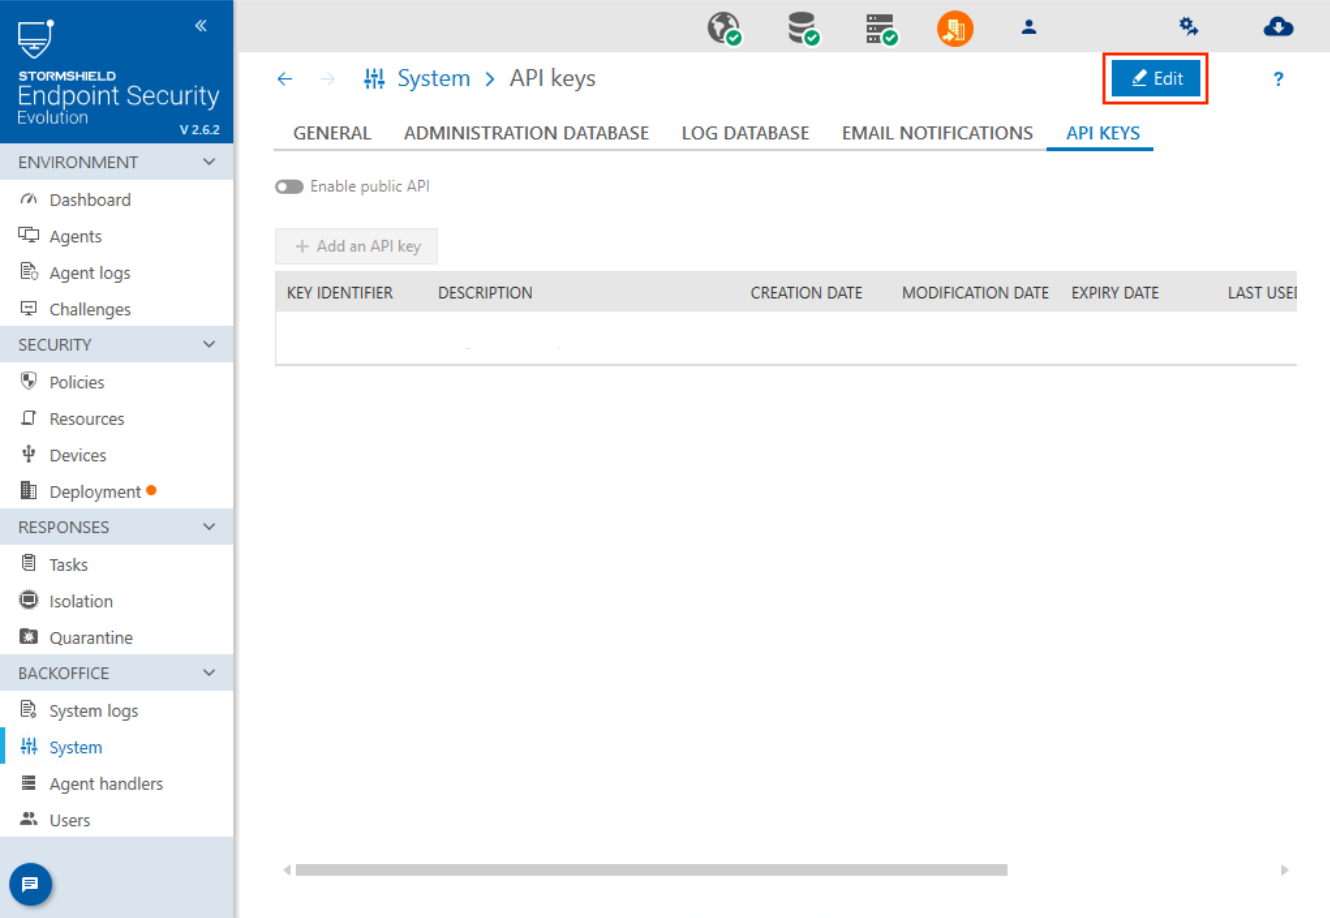 STORMSHIELD
Endpoint Security
Evolution
V 2.6.2
ENVIRONMENT
Dashboard
Agents
Agent logs
Challenges
SECURITY
Policies
Resources
Devices
Deployment
RESPONSES
Tasks
Isolation
Quarantine
BACKOFFICE
System logs
System
Agent handlers
Users
System > API keys
Edit
?
GENERAL ADMINISTRATION DATABASE LOG DATABASE EMAIL NOTIFICATIONS API KEYS
Enable public API
+ Add an API key
KEY IDENTIFIER DESCRIPTION CREATION DATE MODIFICATION DATE EXPIRY DATE LAST USED